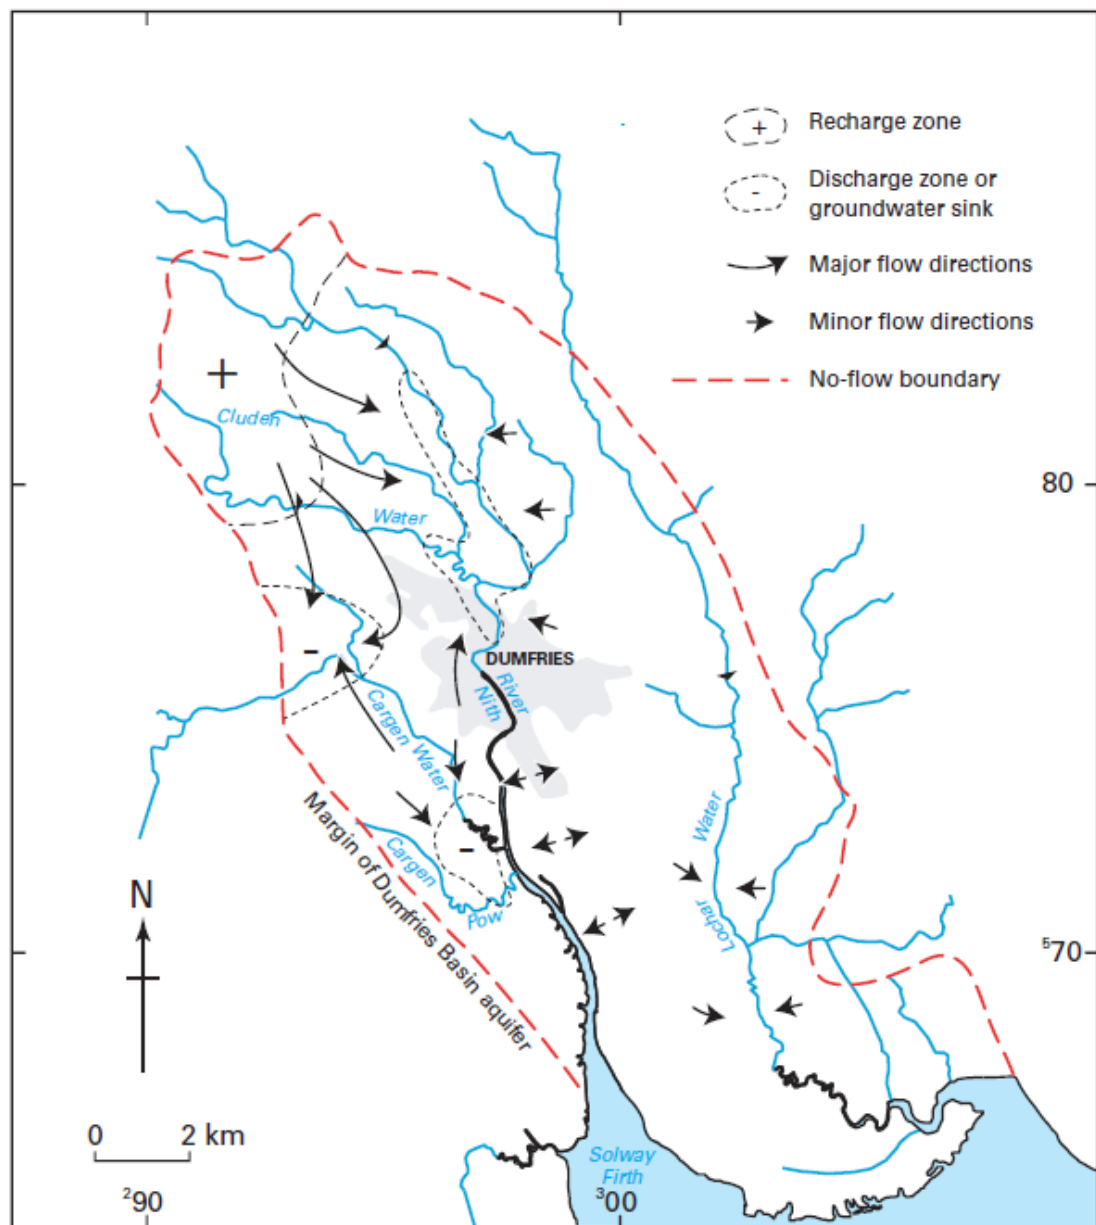 +
Recharge zone
-
Discharge zone or
groundwater sink
Major flow directions
Minor flow directions
No-flow boundary
+
Cluden
Water
80
-
DUMFRIES
River
Nith
Cargen Water
Margin of Dumfries Basin aquifer
-
Cargen
Pow
Water
Lochar
N
⁵70
0 2 km
Solway
Firth
²90
³00